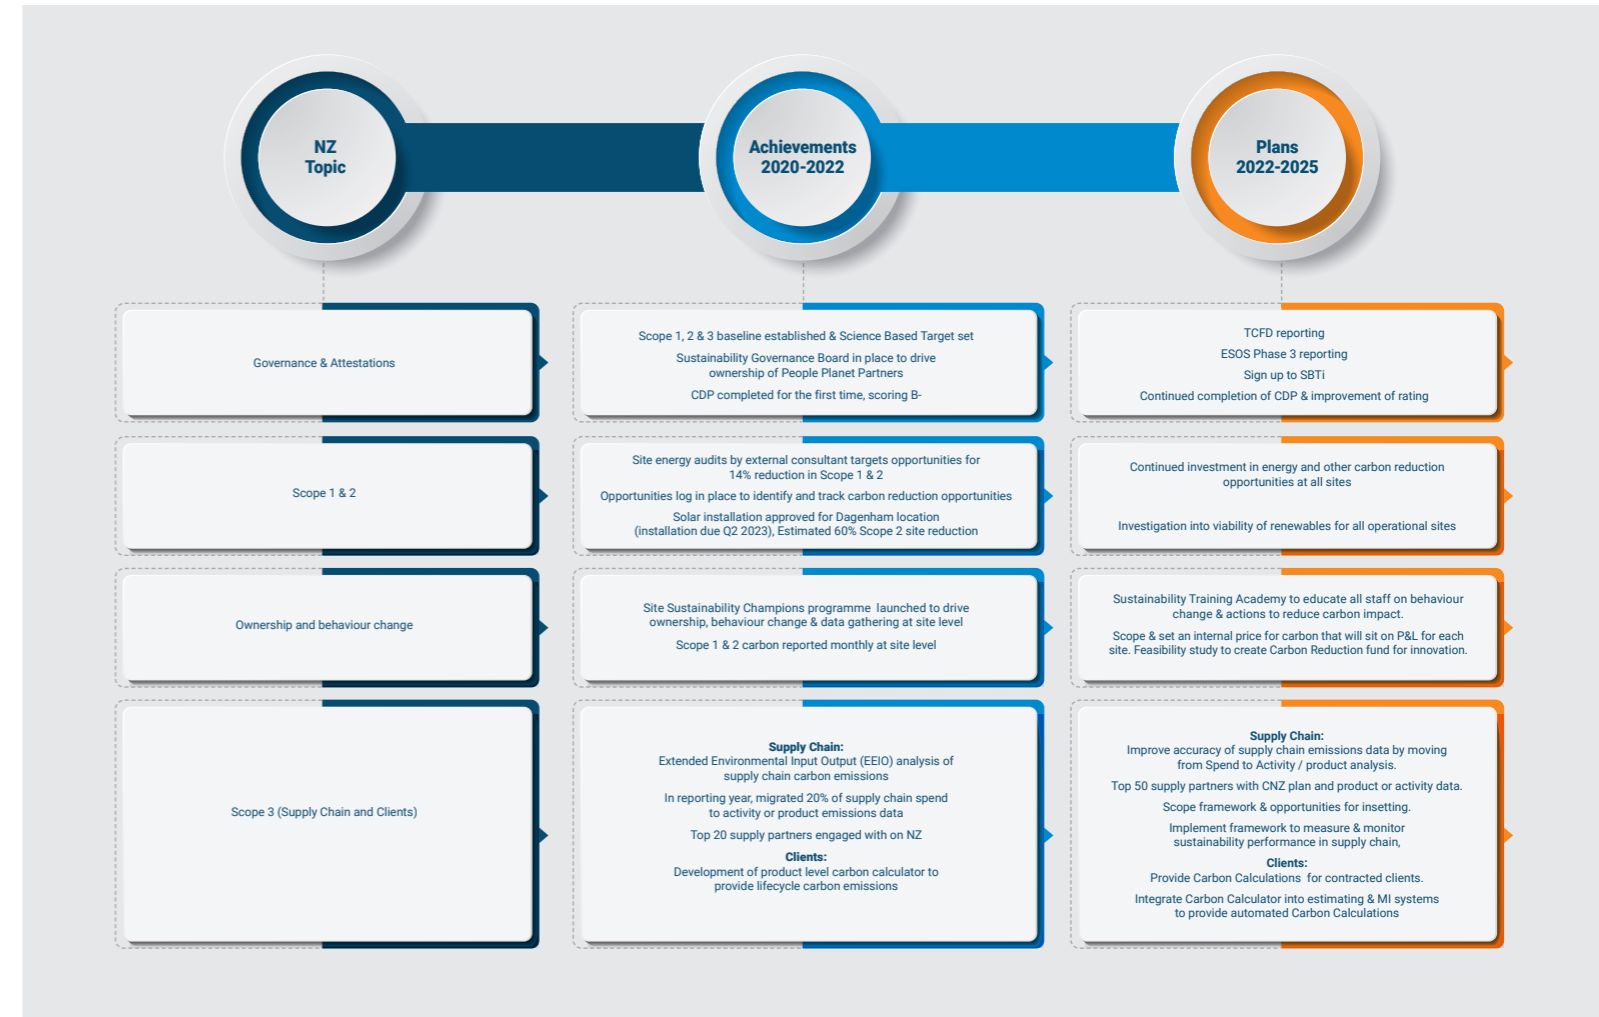 NZ
Topic
Achievements
2020-2022
Plans
2022-2025
Governance & Attestations
Scope 1, 2 & 3 baseline established & Science Based Target set
Sustainability Governance Board in place to drive
ownership of People Planet Partners
CDP completed for the first time, scoring B-
TCFD reporting
ESOS Phase 3 reporting
Sign up to SBTi
Continued completion of CDP & improvement of rating
Scope 1 & 2
Site energy audits by external consultant targets opportunities for
14% reduction in Scope 1 & 2
Opportunities log in place to identify and track carbon reduction opportunities
Solar installation approved for Dagenham location
(installation due Q2 2023), Estimated 60% Scope 2 site reduction
Continued investment in energy and other carbon reduction
opportunities at all sites
Investigation into viability of renewables for all operational sites
Ownership and behaviour change
Site Sustainability Champions programme launched to drive
ownership, behaviour change & data gathering at site level
Scope 1 & 2 carbon reported monthly at site level
Sustainability Training Academy to educate all staff on behaviour
change & actions to reduce carbon impact.
Scope & set an internal price for carbon that will sit on P&L for each
site. Feasibility study to create Carbon Reduction fund for innovation.
Scope 3 (Supply Chain and Clients)
Supply Chain:
Extended Environmental Input Output (EEIO) analysis of
supply chain carbon emissions
In reporting year, migrated 20% of supply chain spend
to activity or product emissions data
Top 20 supply partners engaged with on NZ
Clients:
Development of product level carbon calculator to
provide lifecycle carbon emissions
Supply Chain:
Improve accuracy of supply chain emissions data by moving
from Spend to Activity / product analysis.
Top 50 supply partners with CNZ plan and product or activity data.
Scope framework & opportunities for insetting.
Implement framework to measure & monitor
sustainability performance in supply chain,
Clients:
Provide Carbon Calculations for contracted clients.
Integrate Carbon Calculator into estimating & MI systems
to provide automated Carbon Calculations